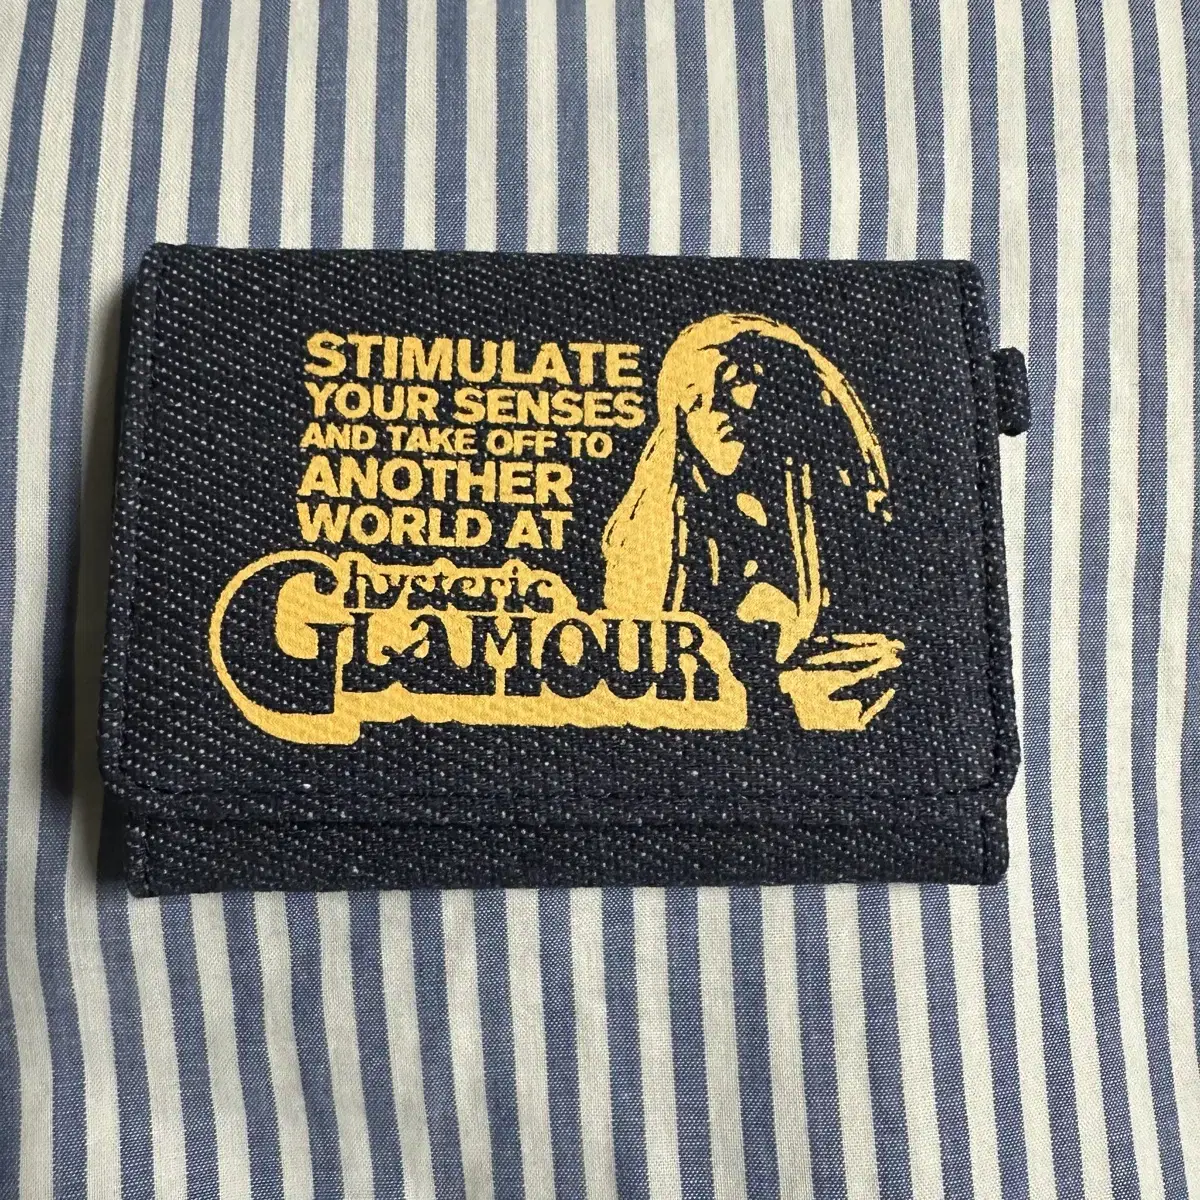 STIMULATE
YOUR SENSES
AND TAKE OFF TO
ANOTHER
WORLD AT
hysteric
GLAMOUR